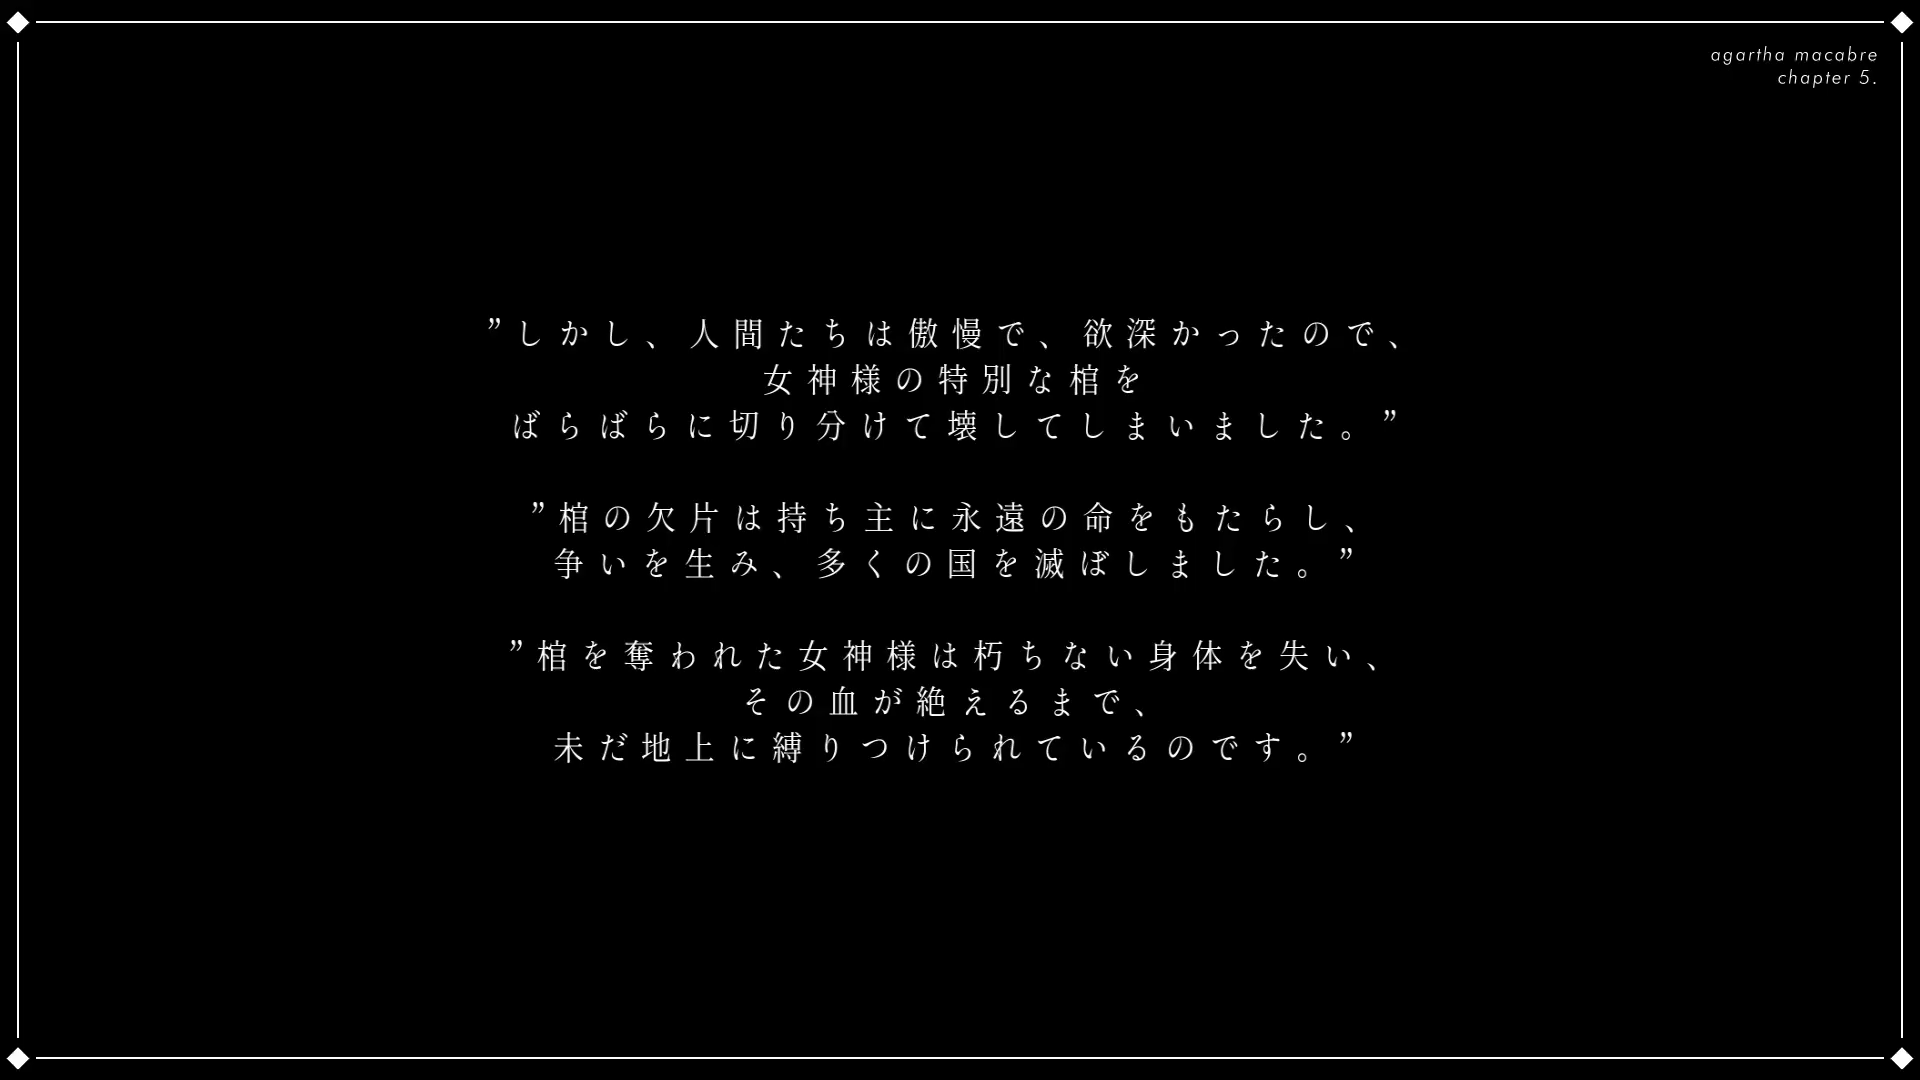 agartha macabre
chapter 5.
”しかし、人間たちは傲慢で、欲深かったので、
女神様の特別な棺を
ばらばらに切り分けて壊してしまいました。”
”棺の欠片は持ち主に永遠の命をもたらし、
争いを生み、多くの国を滅ぼしました。”
”棺を奪われた女神様は朽ちない身体を失い、
その血が絶えるまで、
未だ地上に縛りつけられているのです。”